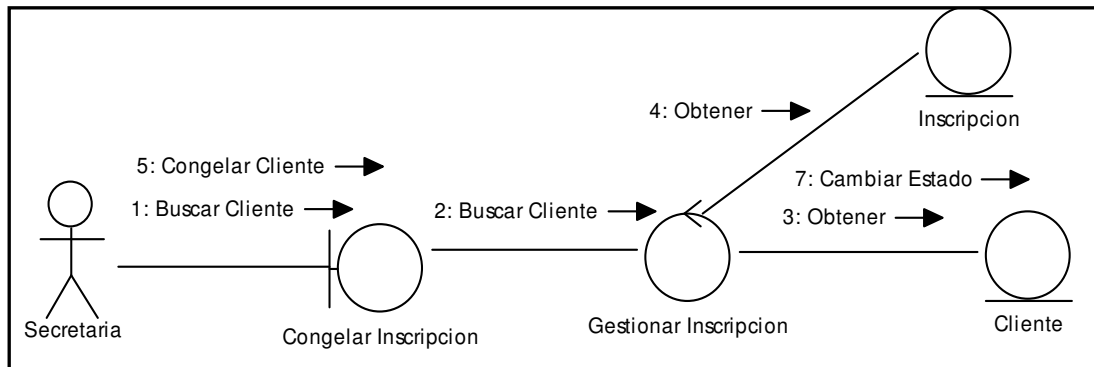 4: Obtener
Inscripcion
5: Congelar Cliente
7: Cambiar Estado
1: Buscar Cliente
2: Buscar Cliente
3: Obtener
Secretaria
Congelar Inscripcion
Gestionar Inscripcion
Cliente